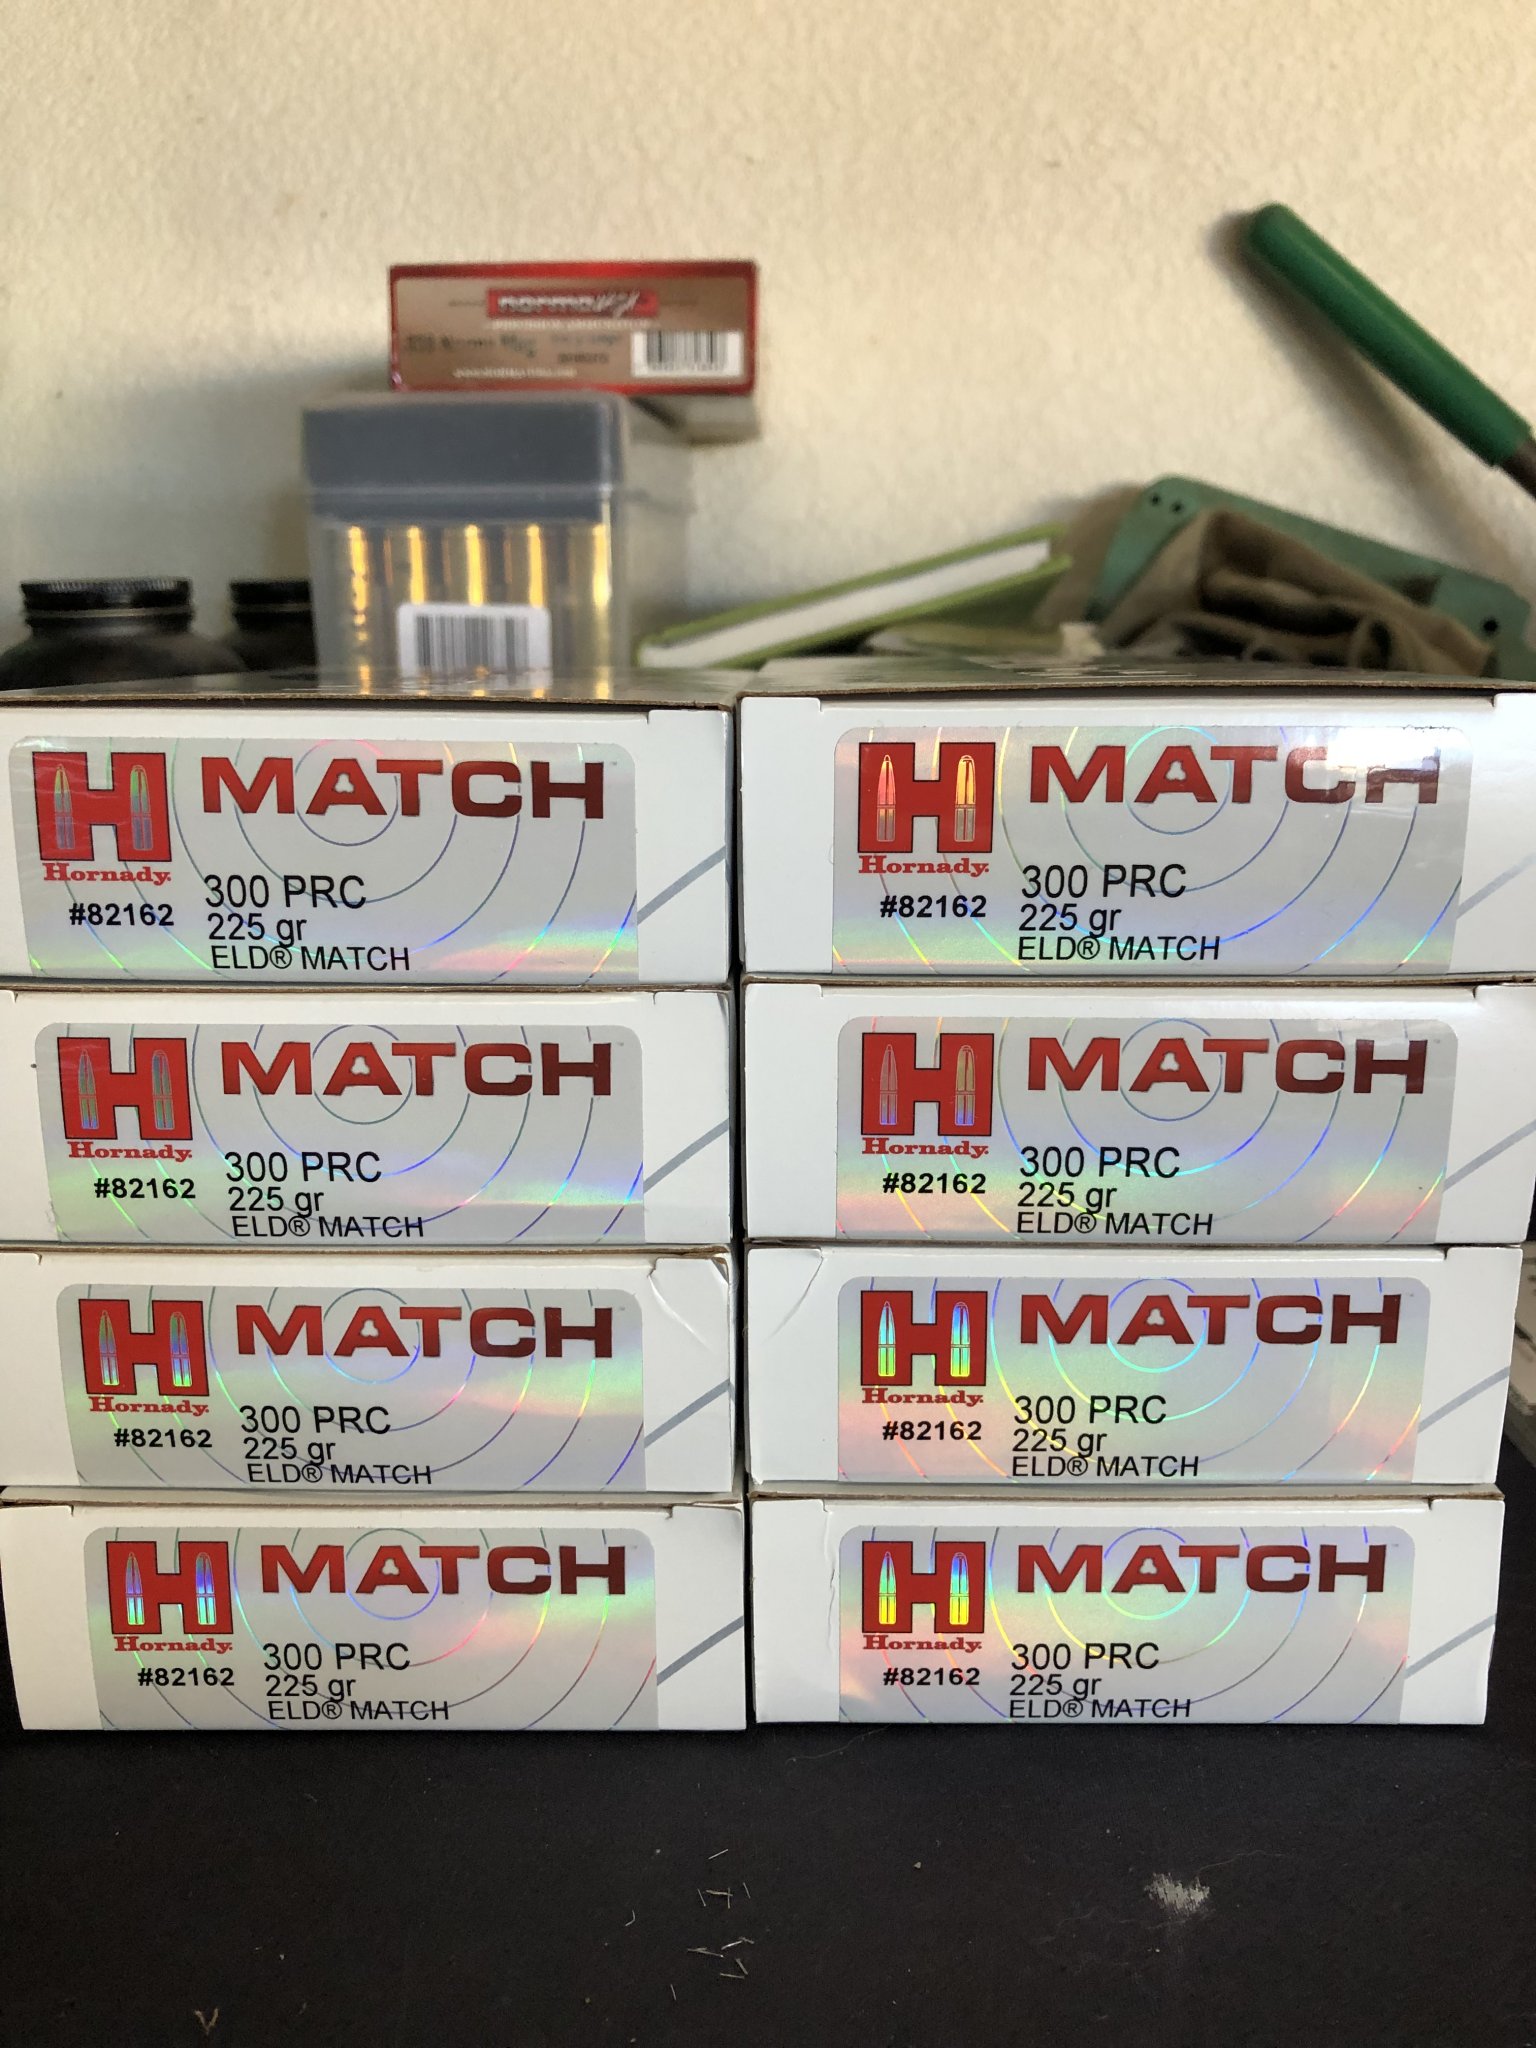 norma
MATCH
Hornady.
300 PRC
#82162
225 gr
ELD® MATCH
MATCH
Hornady.
300 PRC
#82162
225 gr
ELD® MATCH
MATCH
Hornady.
300 PRC
#82162
225 gr
ELD® MATCH
MATCH
Hornady.
300 PRC
#82162
225 gr
ELD® MATCH
MATCH
Hornady.
300 PRC
#82162
225 gr
ELD® MATCH
MATCH
Hornady.
300 PRC
#82162
225 gr
ELD® MATCH
MATCH
Hornady.
300 PRC
#82162
225 gr
ELD® MATCH
MATCH
Hornady.
300 PRC
#82162
225 gr
ELD® MATCH